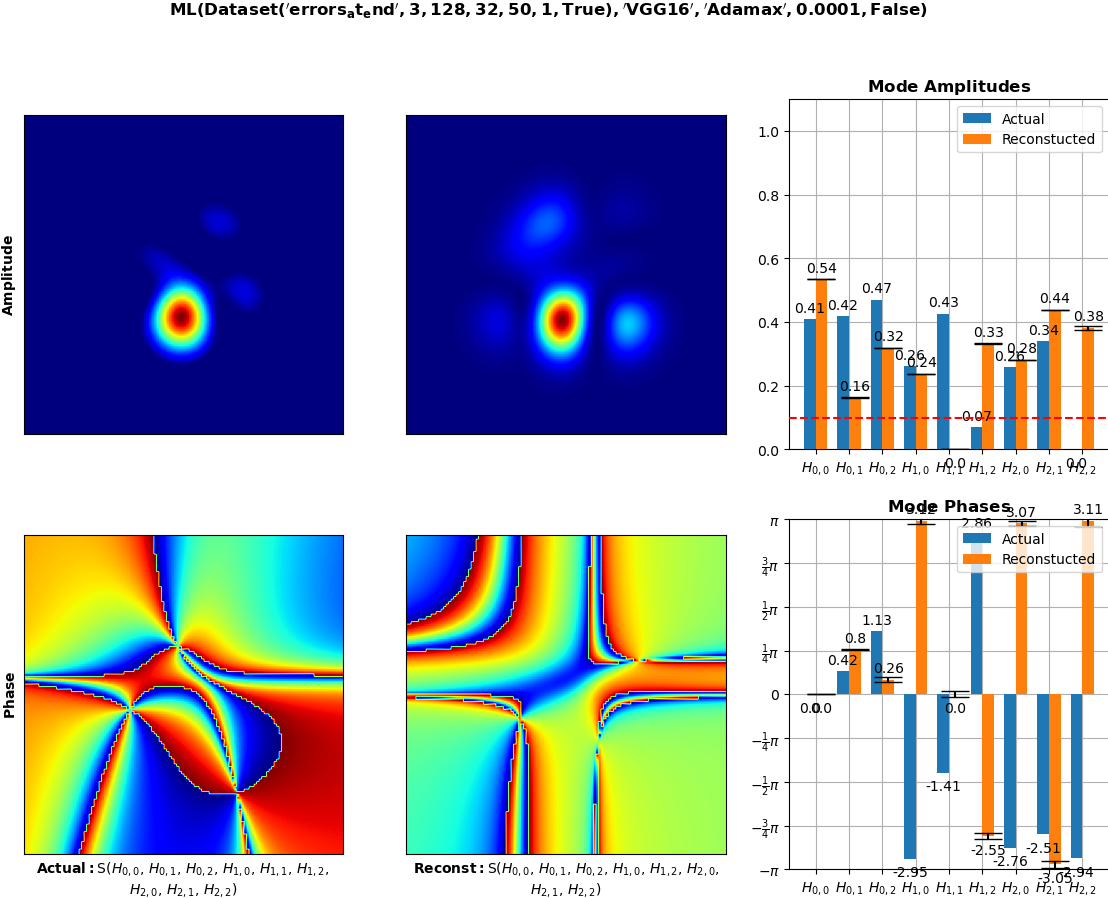 ML(Dataset('errors_at_end', 3, 128, 32, 50, 1, True), 'VGG16', 'Adamax', 0.0001, False)
Amplitude
Mode Amplitudes
Actual
Reconstucted
1.0
0.8
0.6
0.4
0.2
0.0
0.54
0.41
0.42
0.16
0.47
0.32
0.26
0.24
0.43
0.0
0.07
0.33
0.26
0.28
0.34
0.44
0.0
0.38
H0,0 H0,1 H0,2 H1,0 H1,1 H1,2 H2,0 H2,1 H2,2
Phase
Mode Phases
Actual
Reconstucted
π
3/4π
1/2π
1/4π
0
−1/4π
−1/2π
−3/4π
−π
0.0
0.0
0.42
0.8
1.13
0.26
-2.95
3.12
-1.41
0.0
2.86
-2.55
-2.76
3.07
-2.51
-3.05
-2.94
3.11
H0,0 H0,1 H0,2 H1,0 H1,1 H1,2 H2,0 H2,1 H2,2
Actual: S(H0,0, H0,1, H0,2, H1,0, H1,1, H1,2,
H2,0, H2,1, H2,2)
Reconst: S(H0,0, H0,1, H0,2, H1,0, H1,2, H2,0,
H2,1, H2,2)